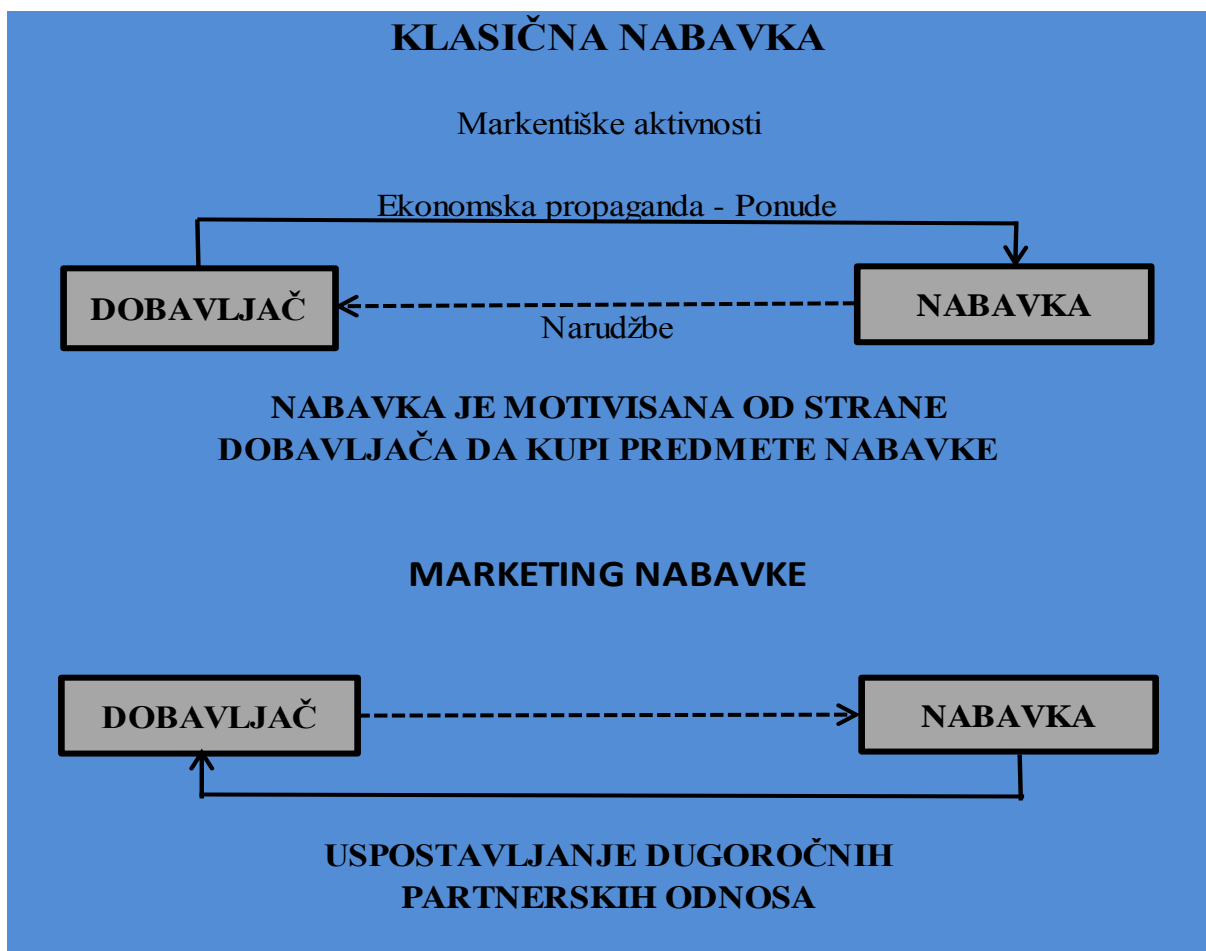 KLASIČNA NABAVKA
Markentiške aktivnosti
Ekonomska propaganda - Ponude
DOBAVLJAČ
NABAVKA
Narudžbe
NABAVKA JE MOTIVISANA OD STRANE
DOBAVLJAČA DA KUPI PREDMETE NABAVKE
MARKETING NABAVKE
DOBAVLJAČ
NABAVKA
USPOSTAVLJANJE DUGOROČNIH
PARTNERSKIH ODNOSA